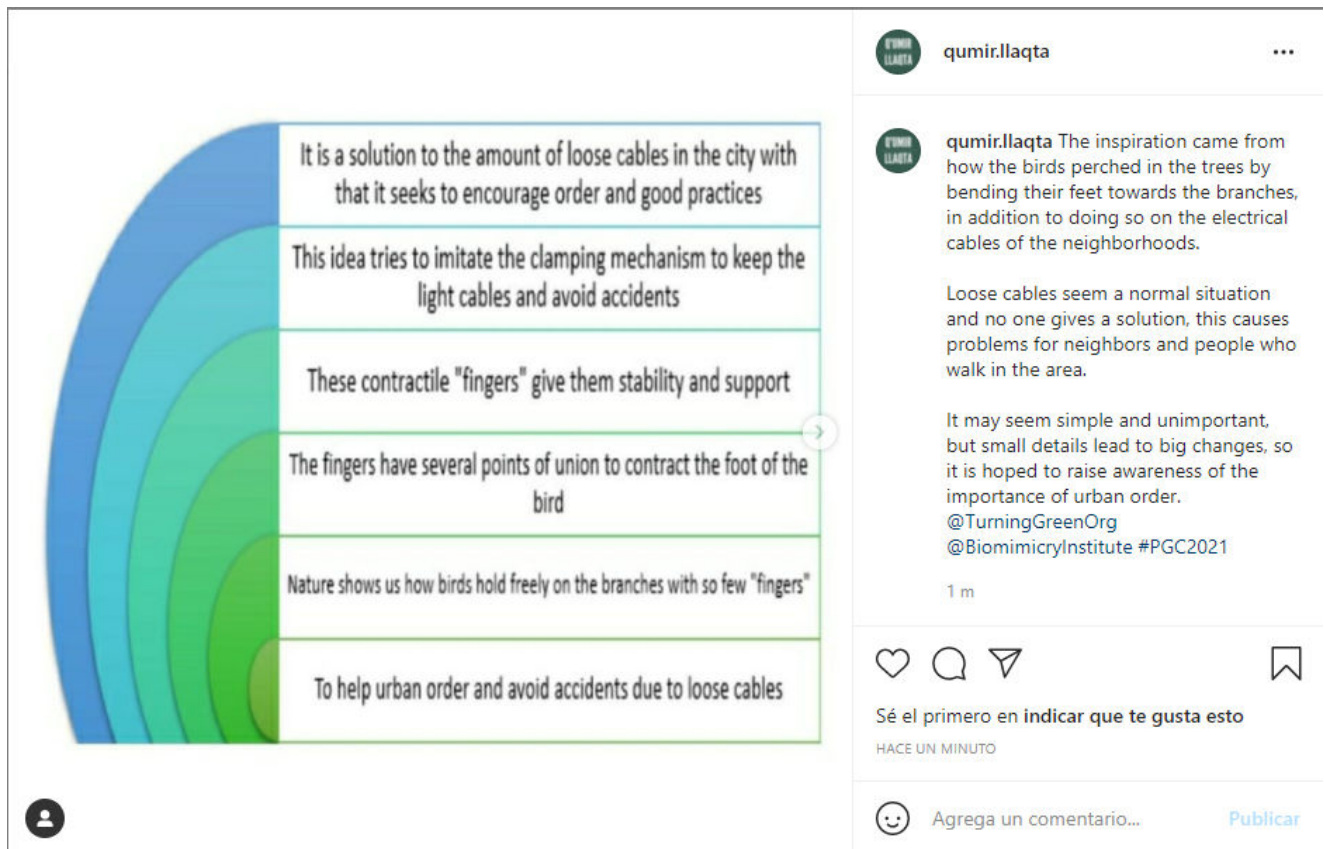 It is a solution to the amount of loose cables in the city with
that it seeks to encourage order and good practices
This idea tries to imitate the clamping mechanism to keep the
light cables and avoid accidents
These contractile "fingers" give them stability and support
The fingers have several points of union to contract the foot of the
bird
Nature shows us how birds hold freely on the branches with so few "fingers"
To help urban order and avoid accidents due to loose cables
Q'UMIR
LLAQTA
qumir.llaqta
Q'UMIR
LLAQTA
qumir.llaqta The inspiration came from
how the birds perched in the trees by
bending their feet towards the branches,
in addition to doing so on the electrical
cables of the neighborhoods.
Loose cables seem a normal situation
and no one gives a solution, this causes
problems for neighbors and people who
walk in the area.
It may seem simple and unimportant,
but small details lead to big changes, so
it is hoped to raise awareness of the
importance of urban order.
@TurningGreenOrg
@BiomimicryInstitute #PGC2021
1 m
Sé el primero en indicar que te gusta esto
HACE UN MINUTO
Agrega un comentario...
Publicar